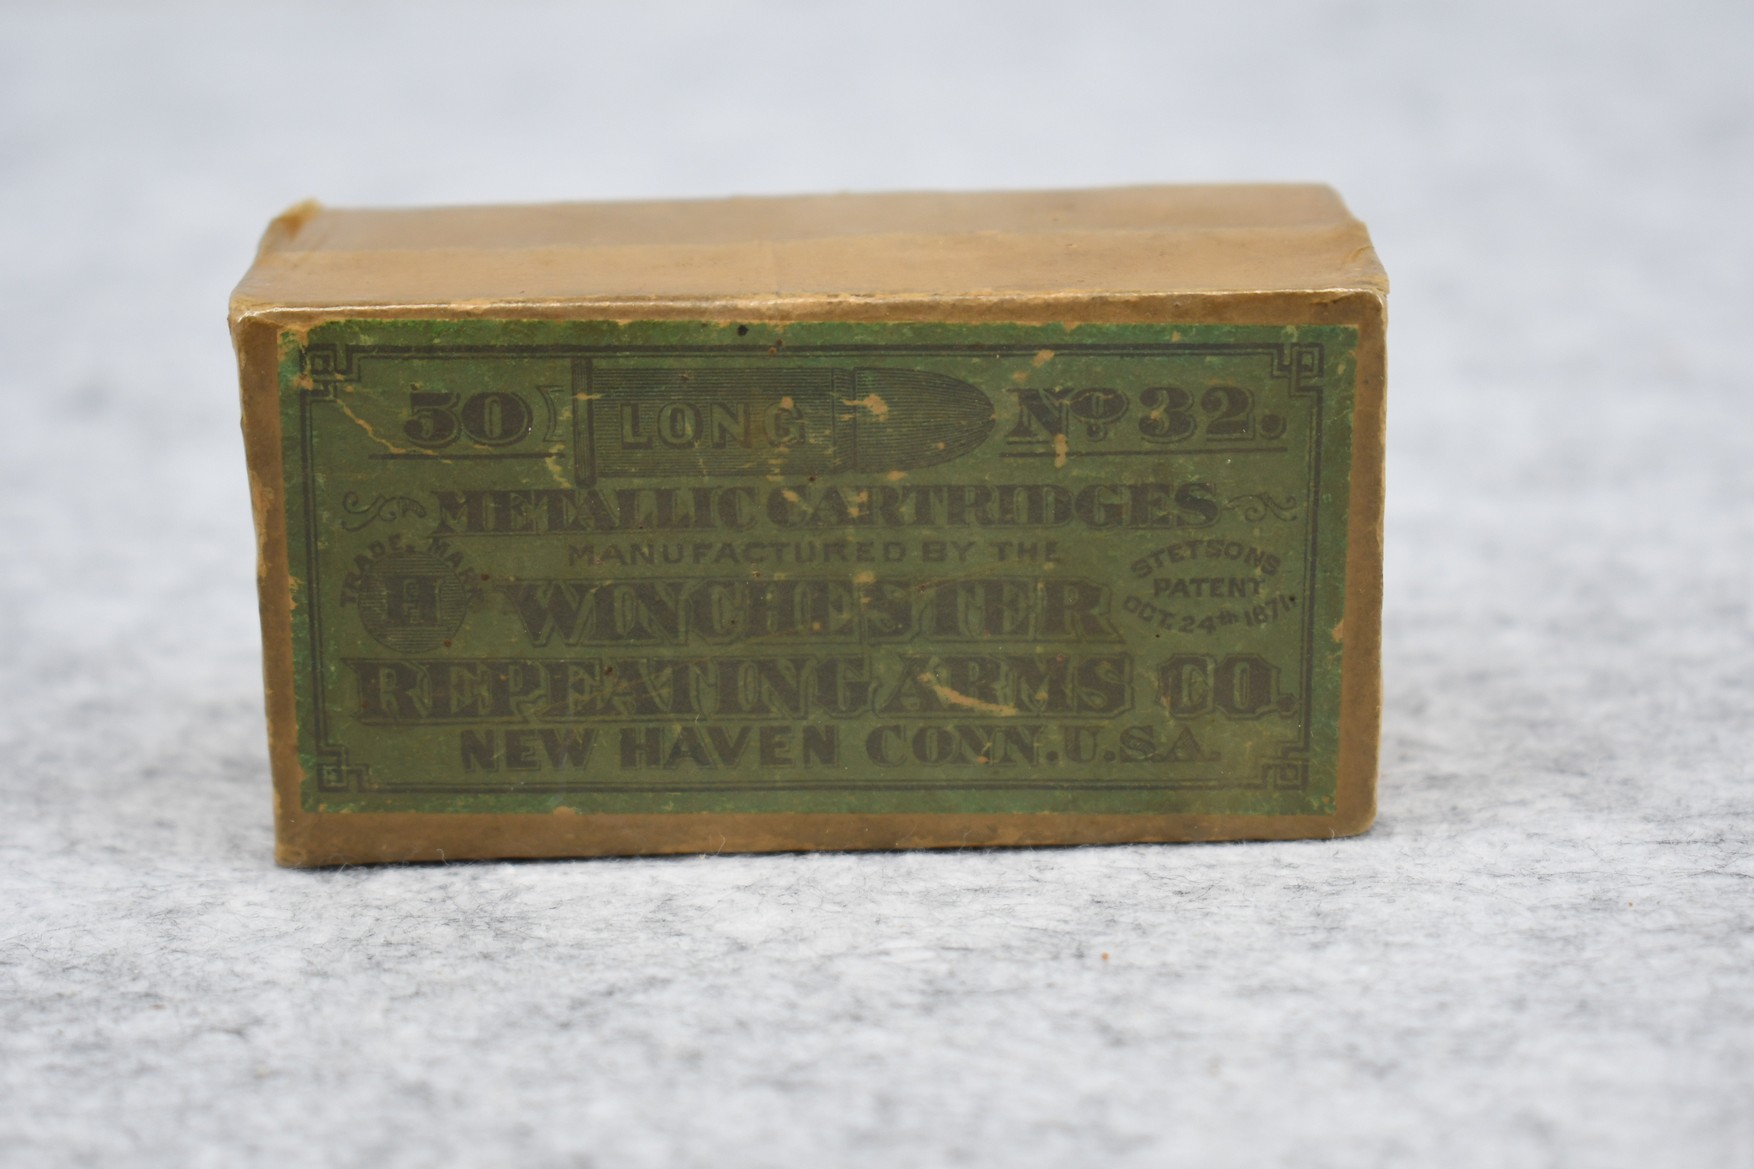 50 LONG No 32.
METALLIC CARTRIDGES
MANUFACTURED BY THE
TRADE. MARK
H
WINCHESTER
STETSONS
PATENT
OCT. 24th 1871.
REPEATING ARMS CO.
NEW HAVEN CONN. U.S.A.